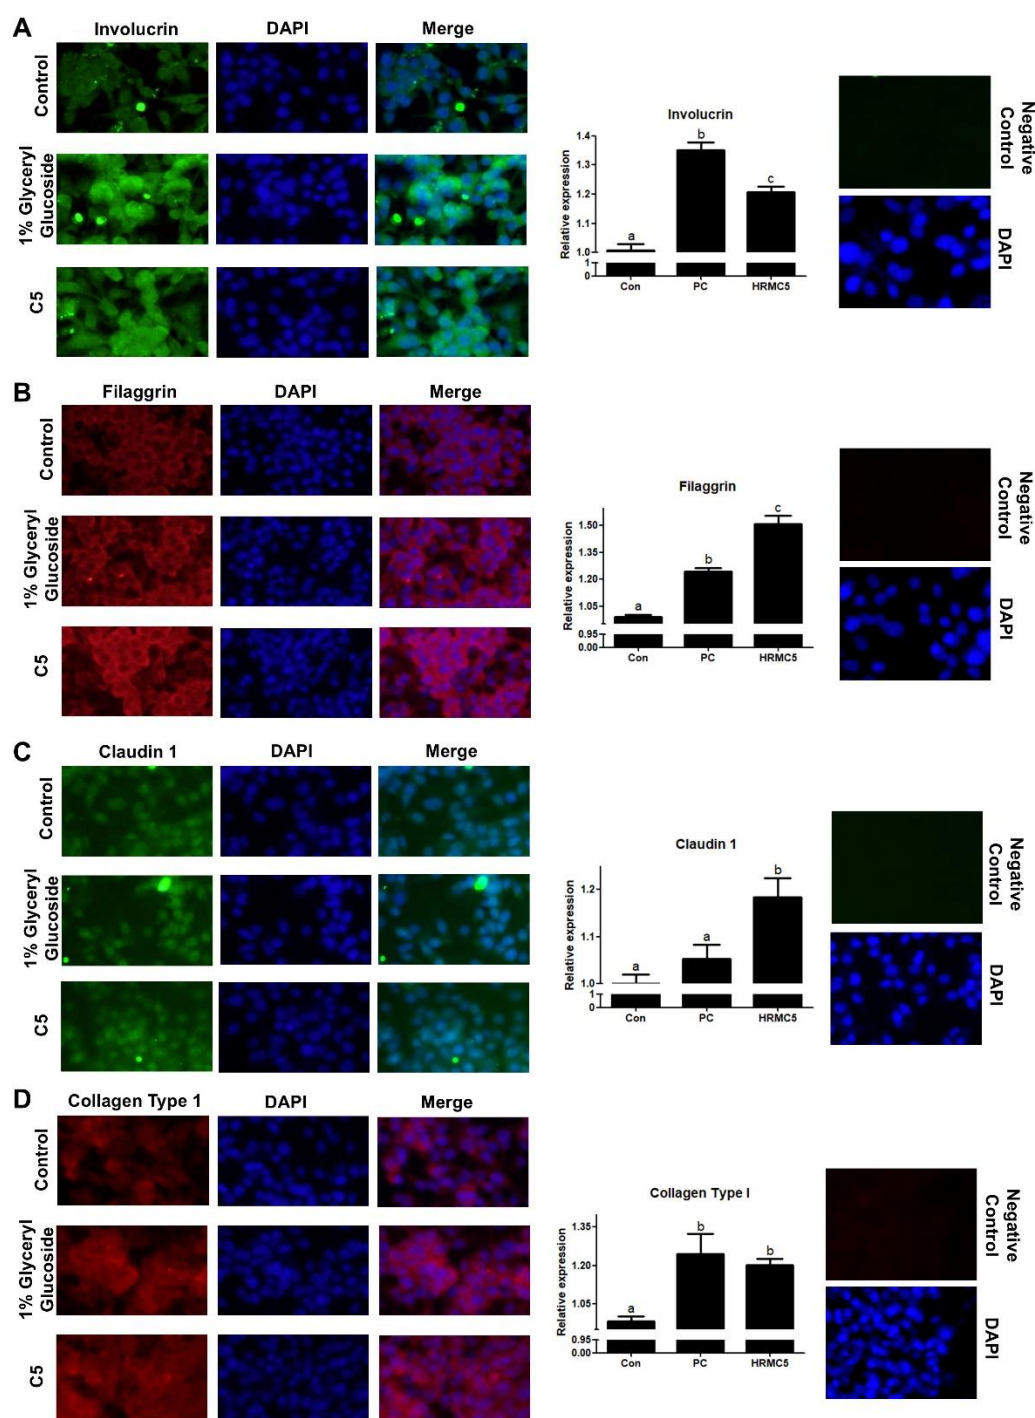 A
Involucrin
DAPI
Merge
Control
1% Glyceryl
Glucoside
C5
Involucrin
Relative expression
1.4
1.3
1.2
1.1
1.0
1
0
a
b
c
Con
PC
HRMC5
Negative
Control
DAPI
B
Filaggrin
DAPI
Merge
Control
1% Glyceryl
Glucoside
C5
Filaggrin
Relative expression
1.50
1.35
1.20
1.05
0.95
0.00
a
b
c
Con
PC
HRMC5
Negative
Control
DAPI
C
Claudin 1
DAPI
Merge
Control
1% Glyceryl
Glucoside
C5
Claudin 1
Relative expression
1.2
1.1
1.0
1
0
a
a
b
Con
PC
HRMC5
Negative
Control
DAPI
D
Collagen Type 1
DAPI
Merge
Control
1% Glyceryl
Glucoside
C5
Collagen Type I
Relative expression
1.35
1.20
1.05
0.95
0.00
a
b
b
Con
PC
HRMC5
Negative
Control
DAPI